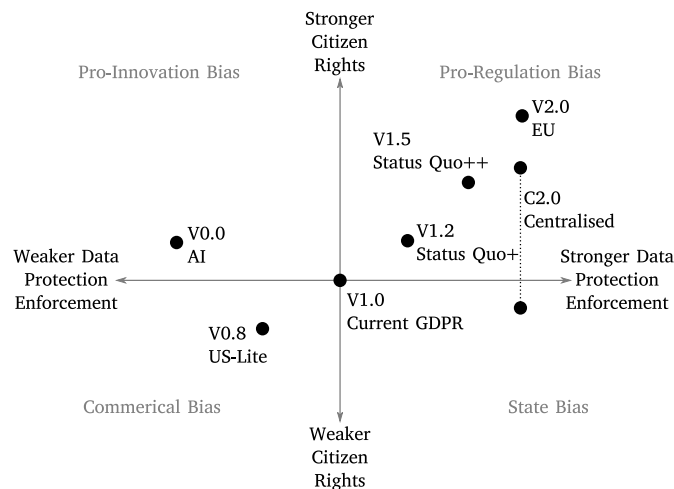 Stronger
Citizen
Rights
Pro-Innovation Bias
Pro-Regulation Bias
V2.0
EU
V1.5
Status Quo++
C2.0
Centralised
V1.2
Status Quo+
V0.0
AI
Weaker Data
Protection
Enforcement
Stronger Data
Protection
Enforcement
V1.0
Current GDPR
V0.8
US-Lite
Commerical Bias
State Bias
Weaker
Citizen
Rights